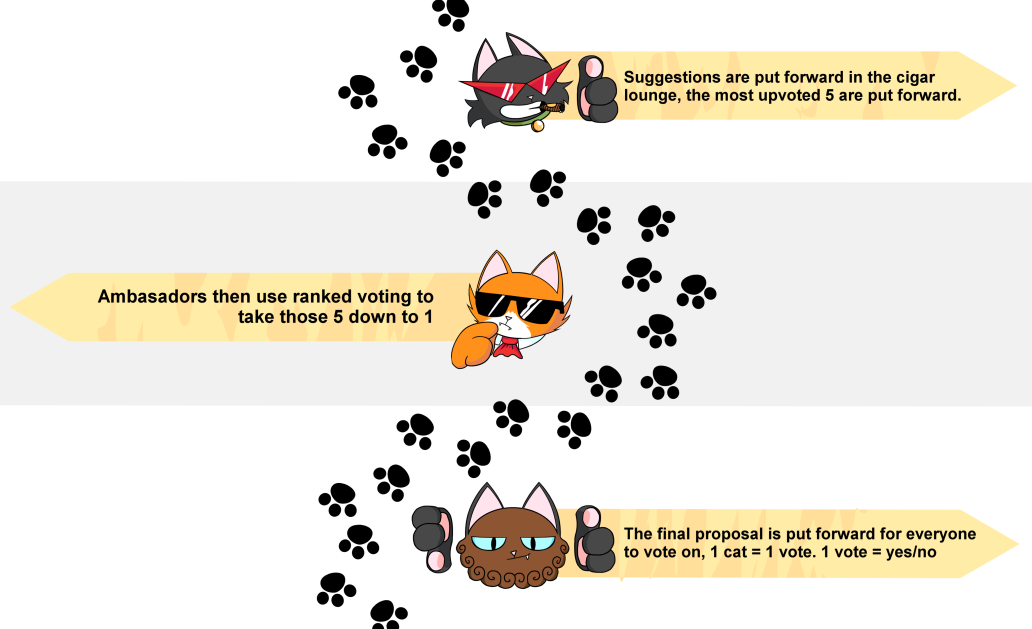 Suggestions are put forward in the cigar
lounge, the most upvoted 5 are put forward.
Ambasadors then use ranked voting to
take those 5 down to 1
The final proposal is put forward for everyone
to vote on, 1 cat = 1 vote. 1 vote = yes/no